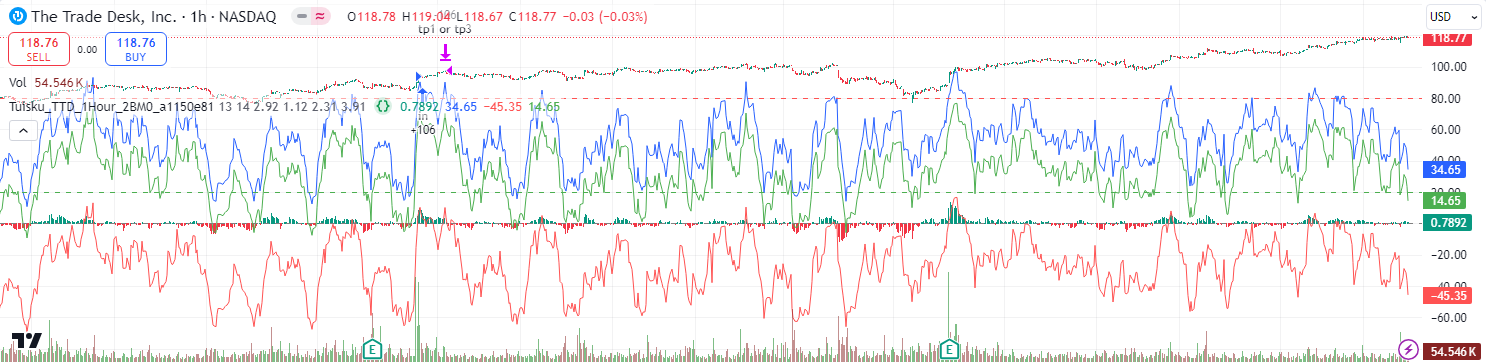 The Trade Desk, Inc. · 1h · NASDAQ
O118.78 H119.04 L118.67 C118.77 −0.03 (−0.03%)
USD
tp1 or tp3
118.76
SELL
0.00
118.76
BUY
118.77
Vol 54.546K
100.00
Tuisku_TTD_1Hour_2BM0_a1150e81 13 14 2.92 1.12 2.31 3.91 0.7892 34.65 −45.35 14.65
80.00
in
+106
60.00
40.00
34.65
20.00
14.65
0.7892
−20.00
−45.35
−40.00
−60.00
E
E
54.546K